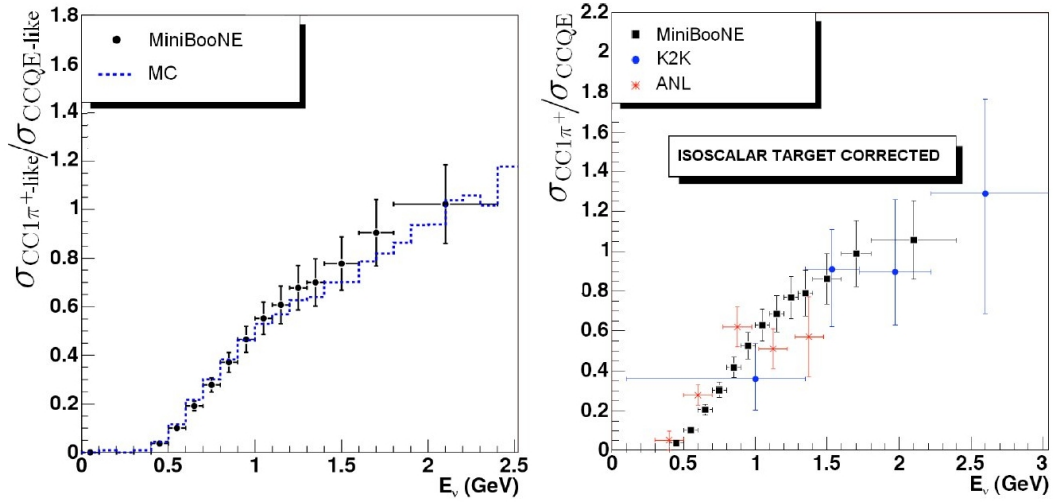 σCC1π+-like/σCCQE-like
1.8
1.6
1.4
1.2
1
0.8
0.6
0.4
0.2
0
MiniBooNE
MC
0 0.5 1 1.5 2 2.5
Eν (GeV)
σCC1π+/σCCQE
2.2
2
1.8
1.6
1.4
1.2
1
0.8
0.6
0.4
0.2
0
MiniBooNE
K2K
ANL
ISOSCALAR TARGET CORRECTED
0 0.5 1 1.5 2 2.5 3
Eν (GeV)